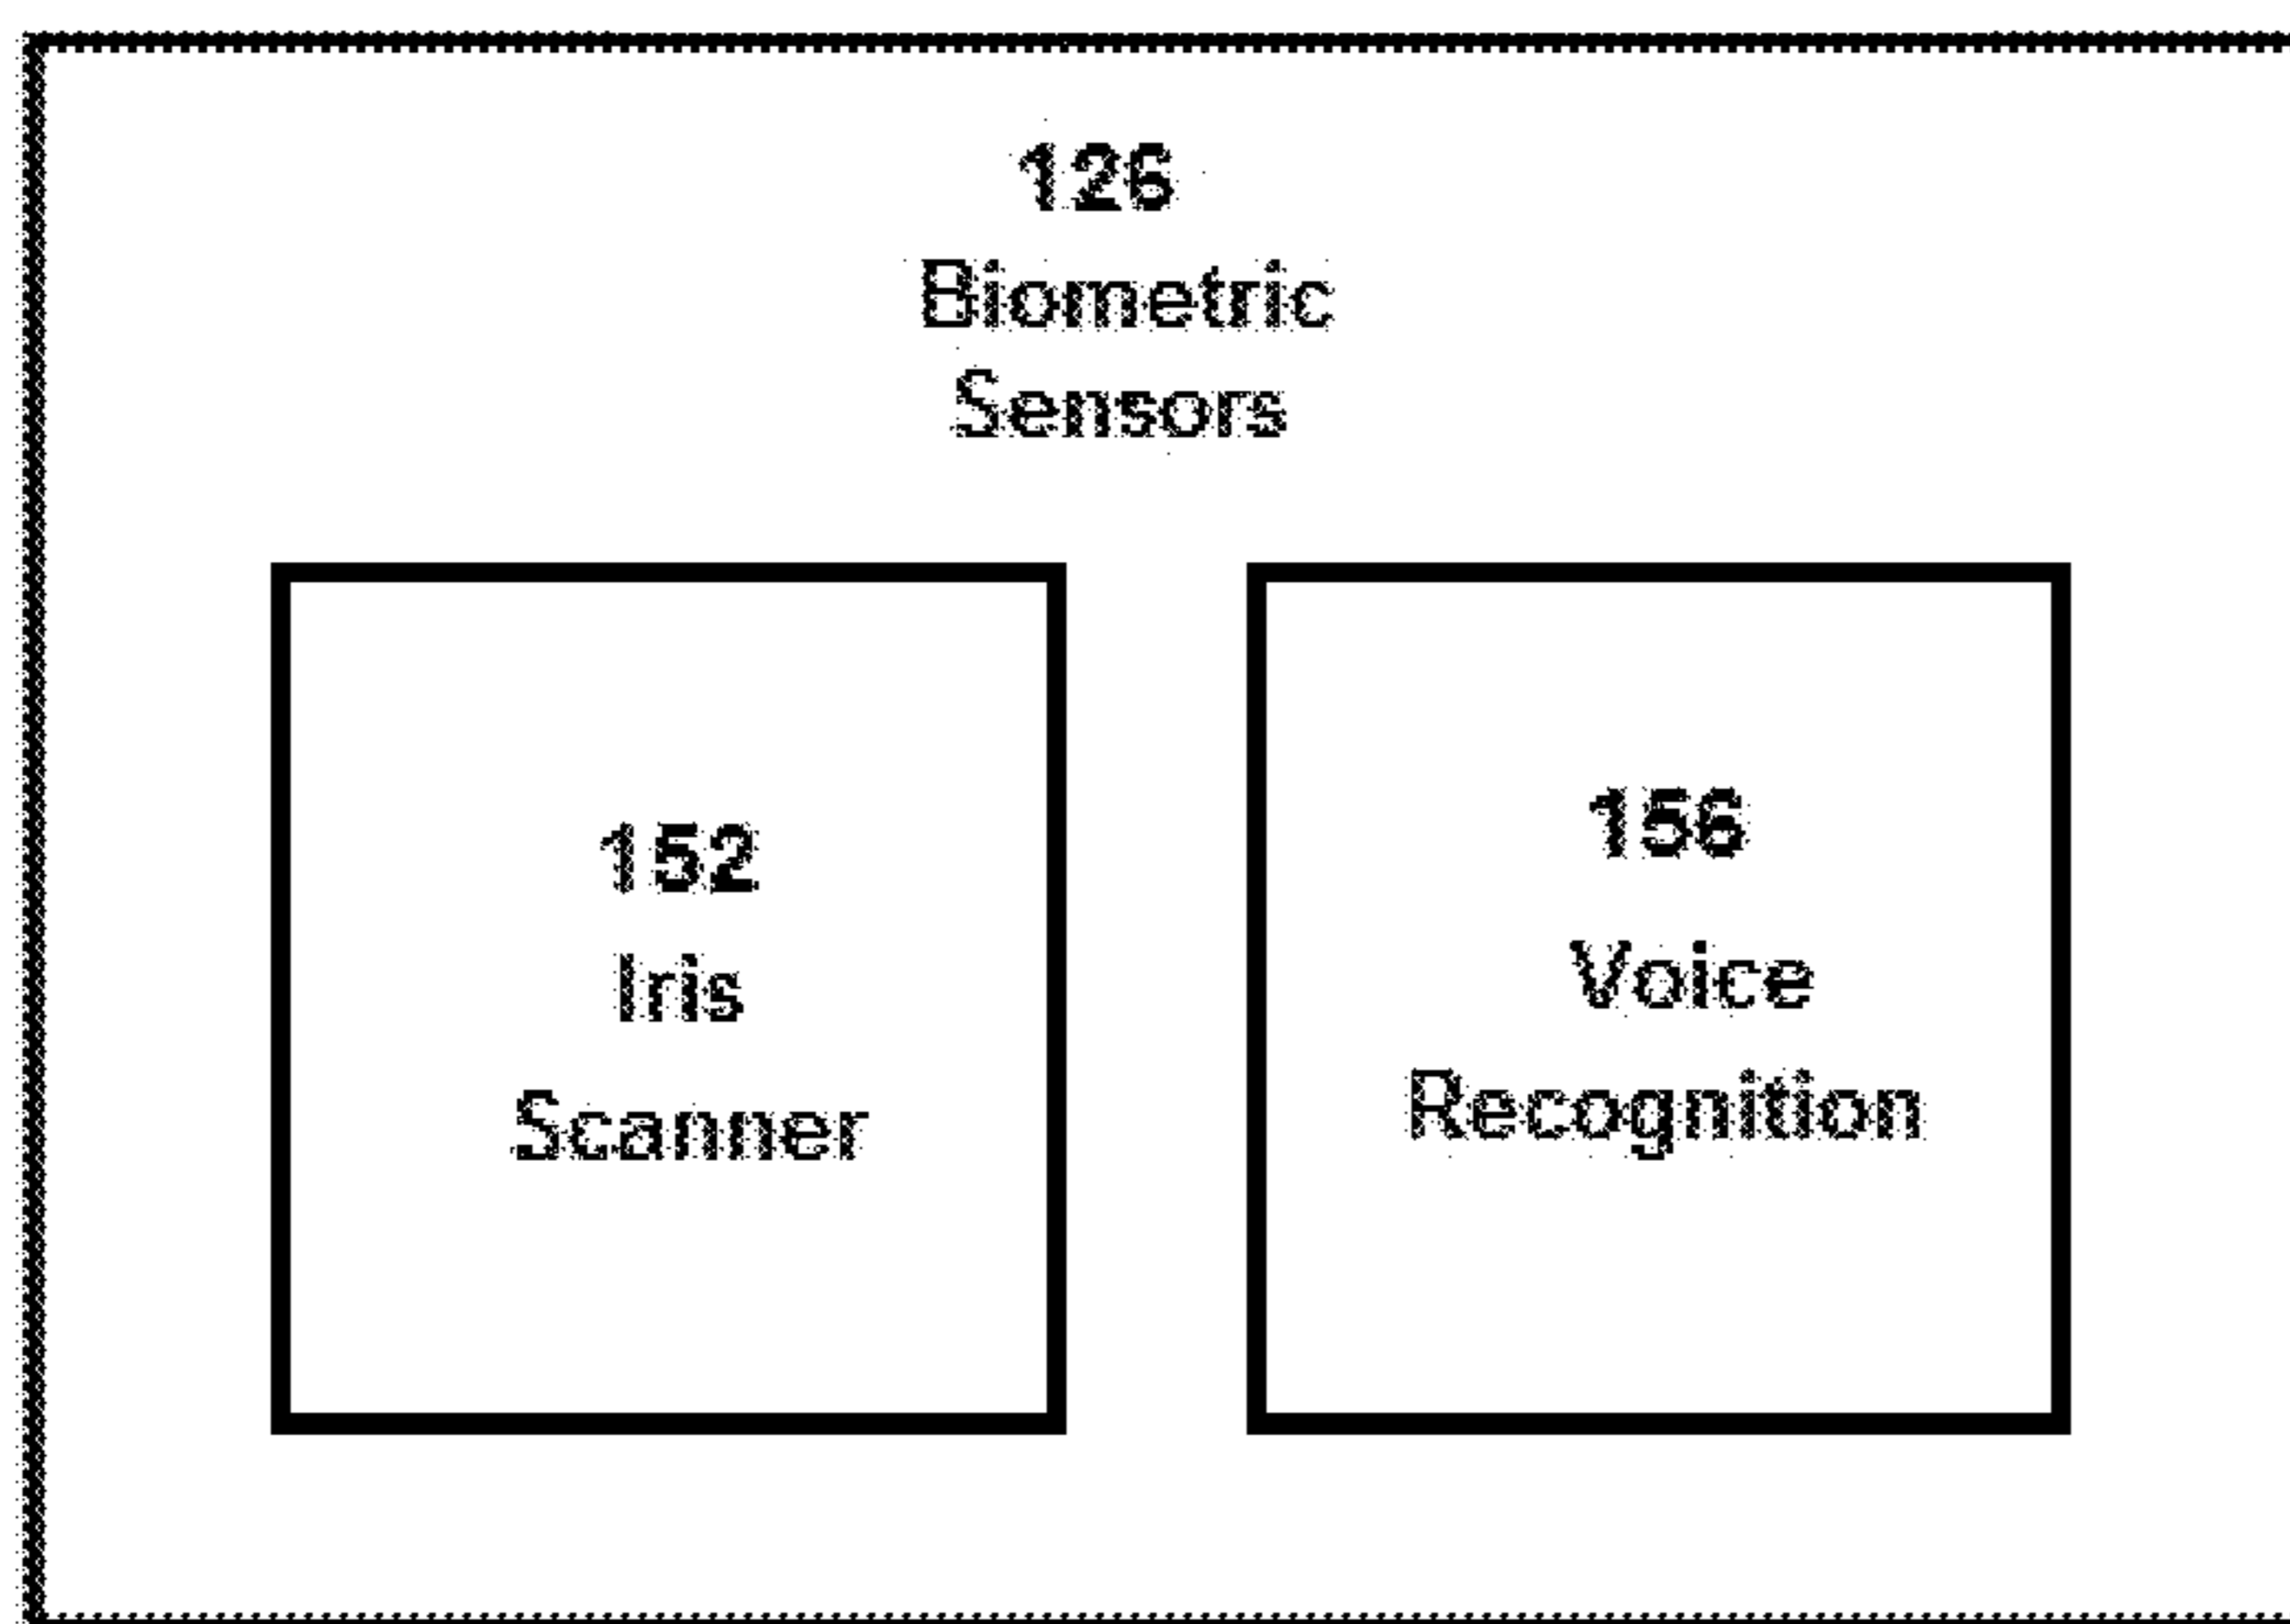 126
Biometric
Sensors
152
Iris
Scanner
156
Voice
Recognition